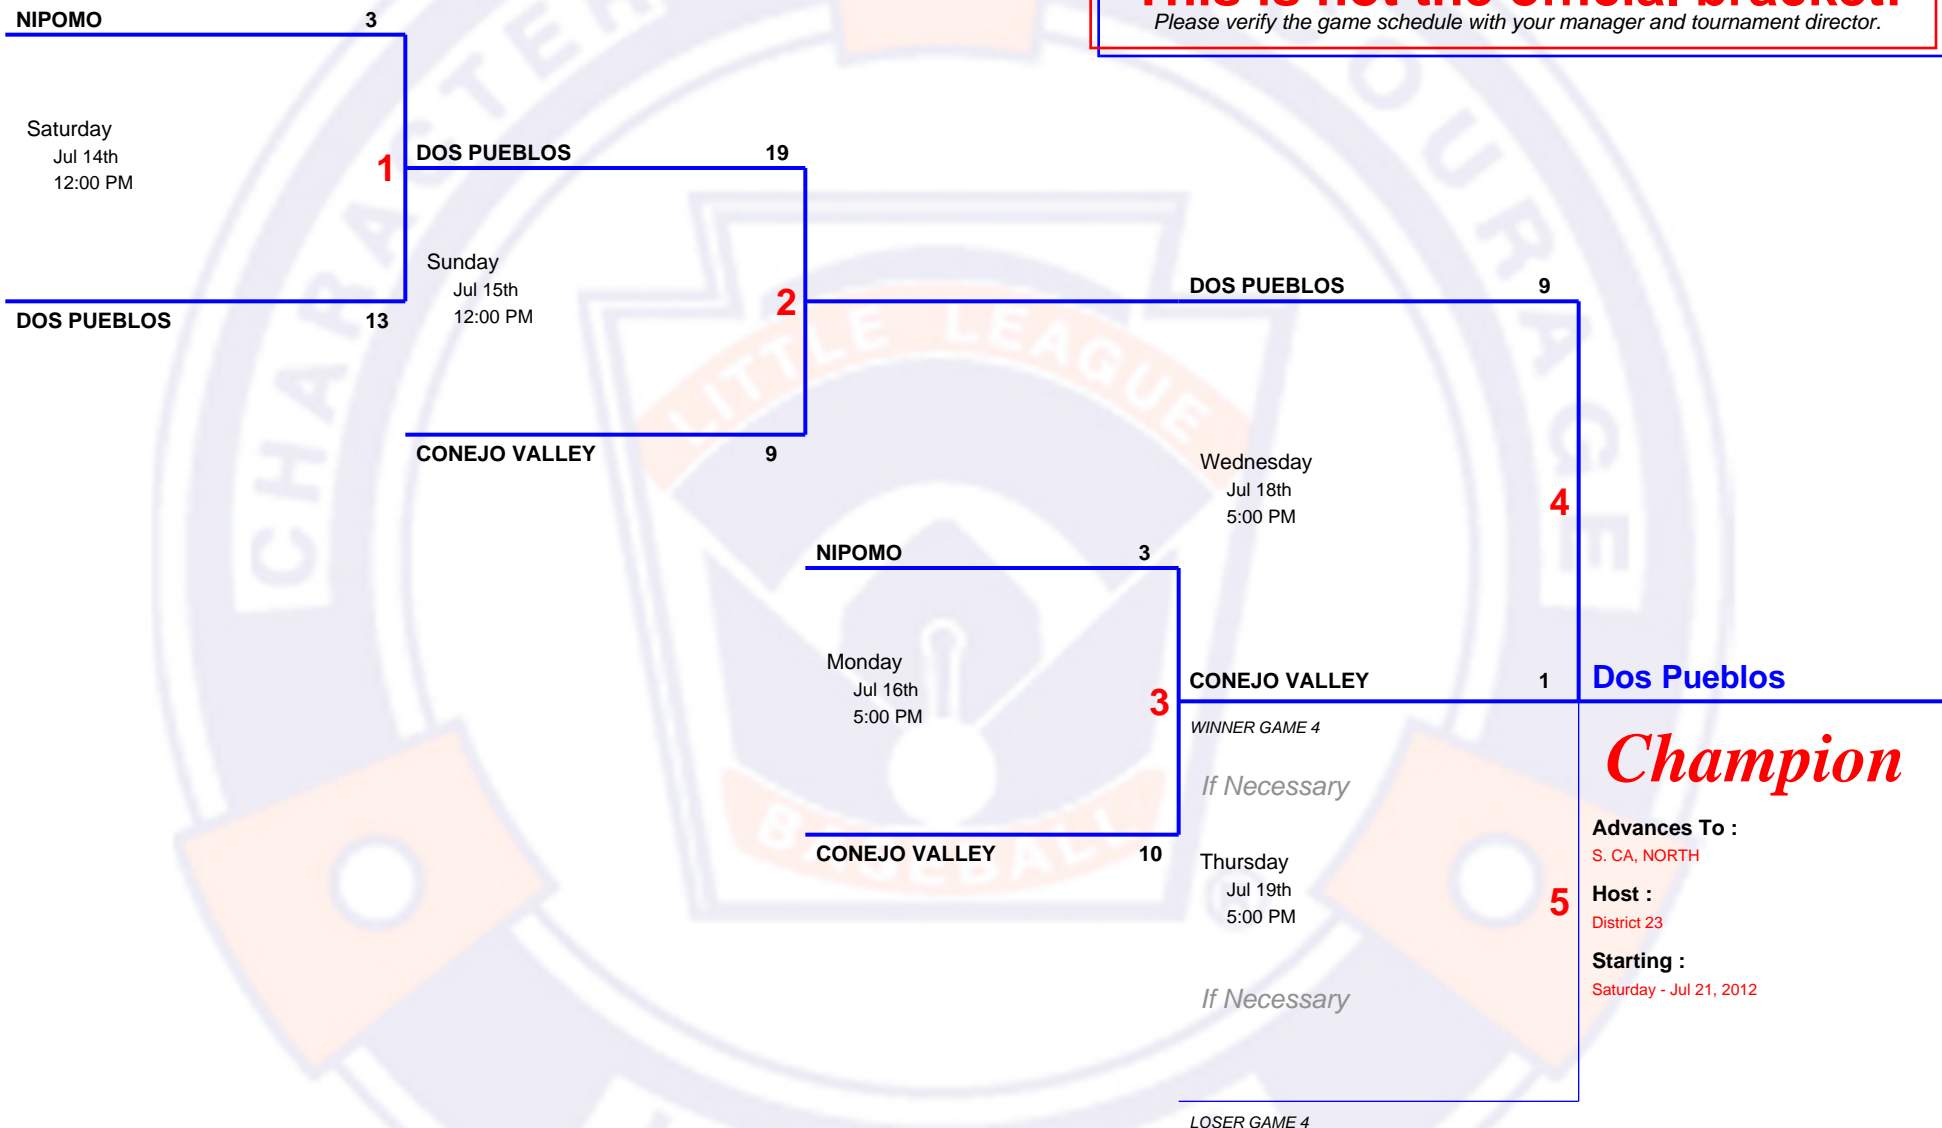 This is not the official bracket!
Please verify the game schedule with your manager and tournament director.
NIPOMO 3
Saturday
Jul 14th
12:00 PM
1
DOS PUEBLOS 13
DOS PUEBLOS 19
Sunday
Jul 15th
12:00 PM
2
CONEJO VALLEY 9
DOS PUEBLOS 9
Wednesday
Jul 18th
5:00 PM
4
NIPOMO 3
Monday
Jul 16th
5:00 PM
3
CONEJO VALLEY 10
CONEJO VALLEY 1
WINNER GAME 4
If Necessary
Thursday
Jul 19th
5:00 PM
5
If Necessary
LOSER GAME 4
Dos Pueblos
Champion
Advances To :
S. CA, NORTH
Host :
District 23
Starting :
Saturday - Jul 21, 2012
CHARACTER
COURAGE
LITTLE LEAGUE
BASEBALL
®